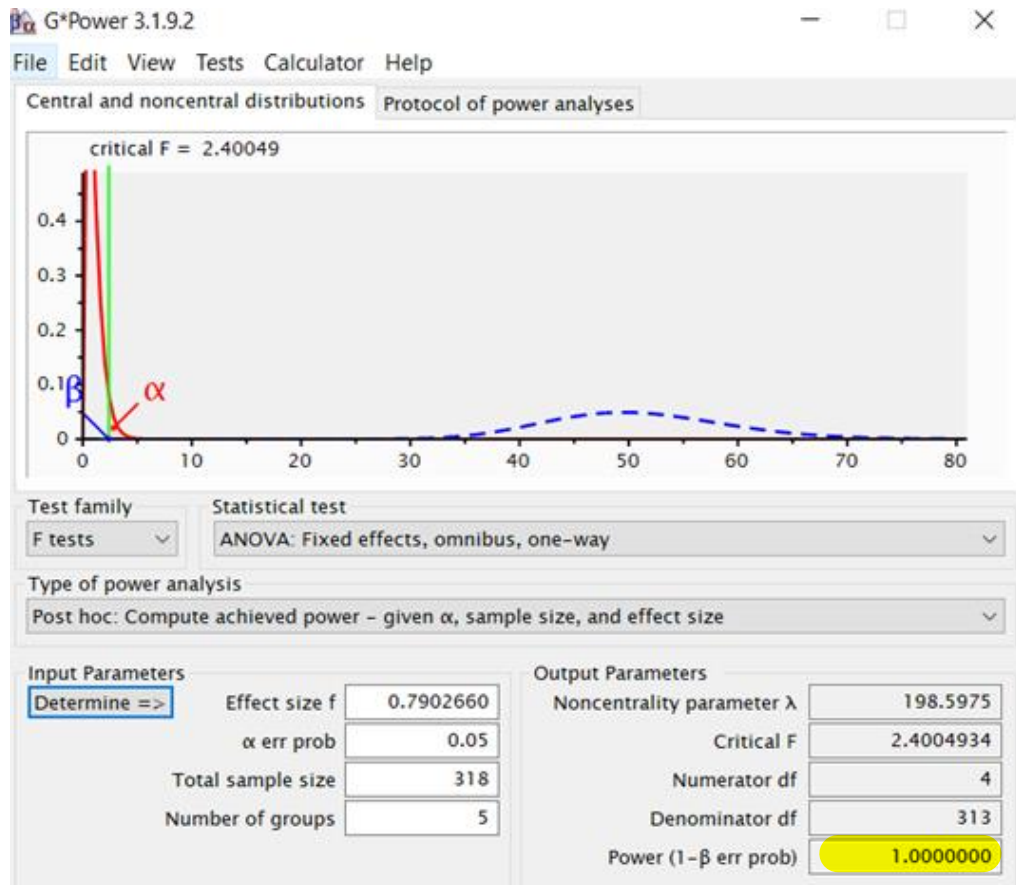 βα G*Power 3.1.9.2
File Edit View Tests Calculator Help
Central and noncentral distributions Protocol of power analyses
critical F = 2.40049
0.4
0.3
0.2
0.1
β α
0
0 10 20 30 40 50 60 70 80
Test family Statistical test
F tests ANOVA: Fixed effects, omnibus, one-way
Type of power analysis
Post hoc: Compute achieved power – given α, sample size, and effect size
Input Parameters Output Parameters
Determine => Effect size f 0.7902660 Noncentrality parameter λ 198.5975
α err prob 0.05 Critical F 2.4004934
Total sample size 318 Numerator df 4
Number of groups 5 Denominator df 313
Power (1-β err prob) 1.0000000